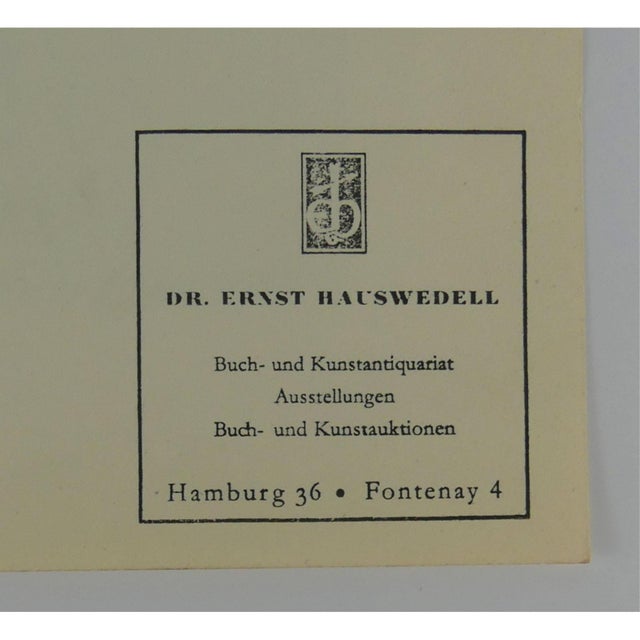 DR. ERNST HAUSWEDELL
Buch- und Kunstantiquariat
Ausstellungen
Buch- und Kunstauktionen
Hamburg 36 • Fontenay 4